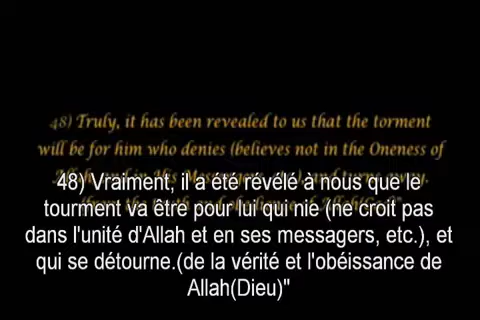 48) Truly, it has been revealed to us that the torment
will be for him who denies (believes not in the Oneness of
48) Vraiment, il a été révélé à nous que le
tourment va être pour lui qui nié (ne croit pas
dans l'unité d'Allah et en ses messagers, etc.), et
qui se détourne.(de la vérité et l'obéissance de
Allah(Dieu)"